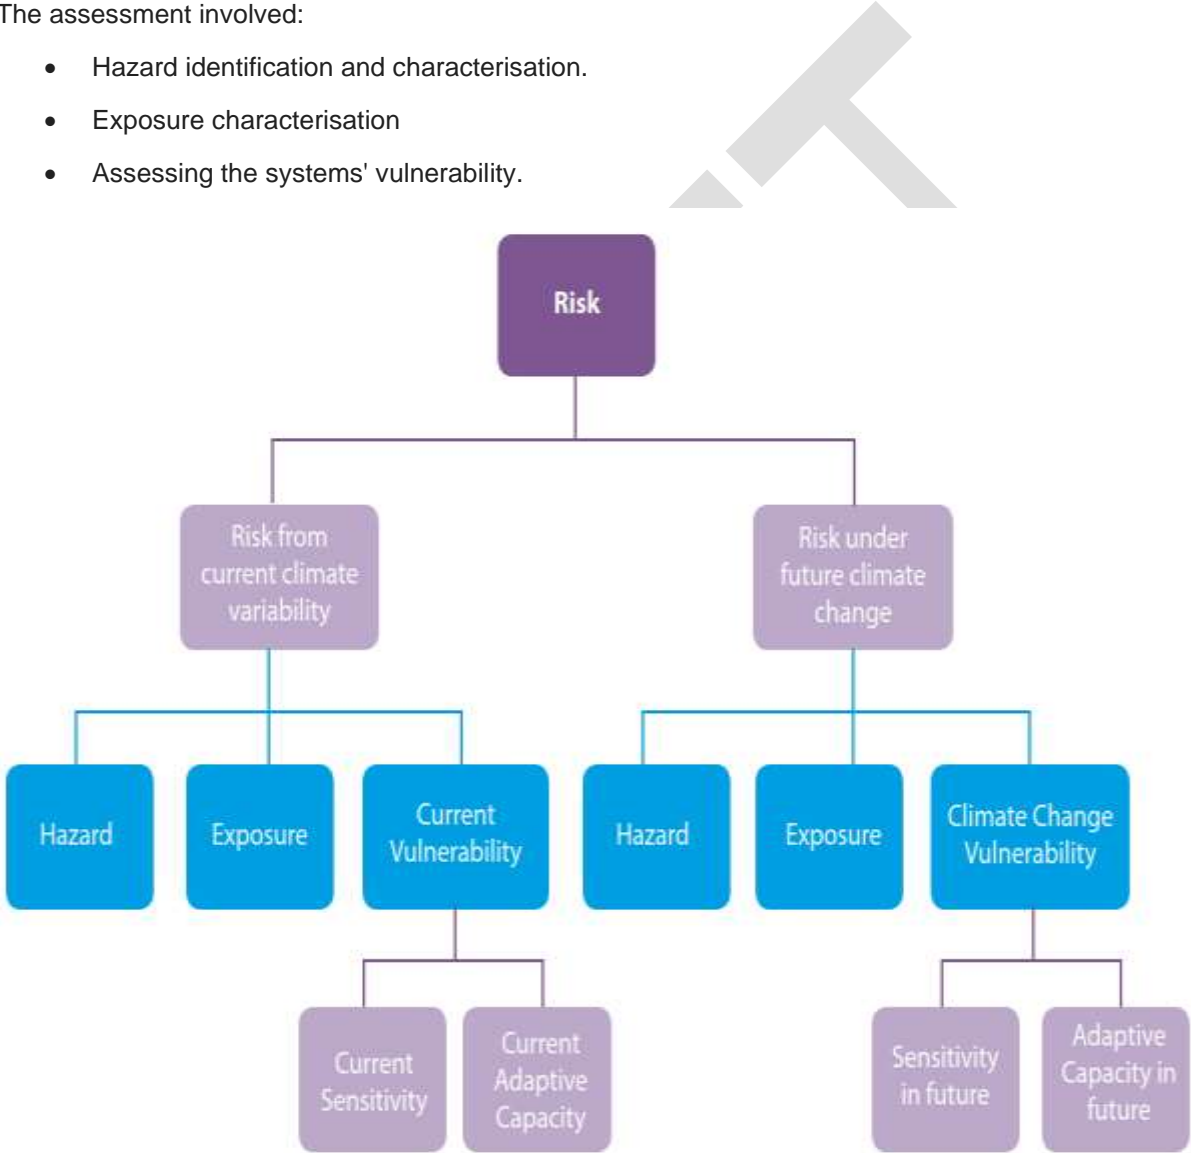 The assessment involved:
• Hazard identification and characterisation.
• Exposure characterisation
• Assessing the systems' vulnerability.
Risk
Risk from
current climate
variability
Risk under
future climate
change
Hazard
Exposure
Current
Vulnerability
Hazard
Exposure
Climate Change
Vulnerability
Current
Sensitivity
Current
Adaptive
Capacity
Sensitivity
in future
Adaptive
Capacity in
future